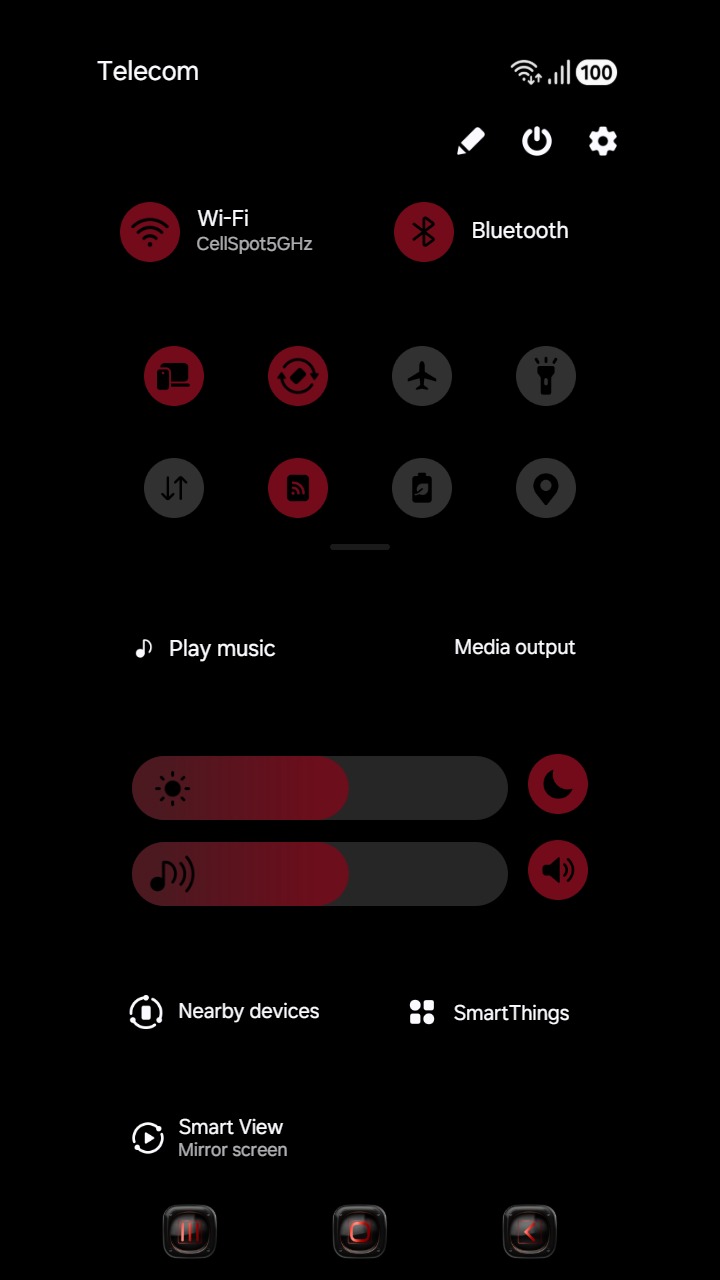 Telecom
100
Wi-Fi
CellSpot5GHz
Bluetooth
Play music
Media output
Nearby devices
SmartThings
Smart View
Mirror screen